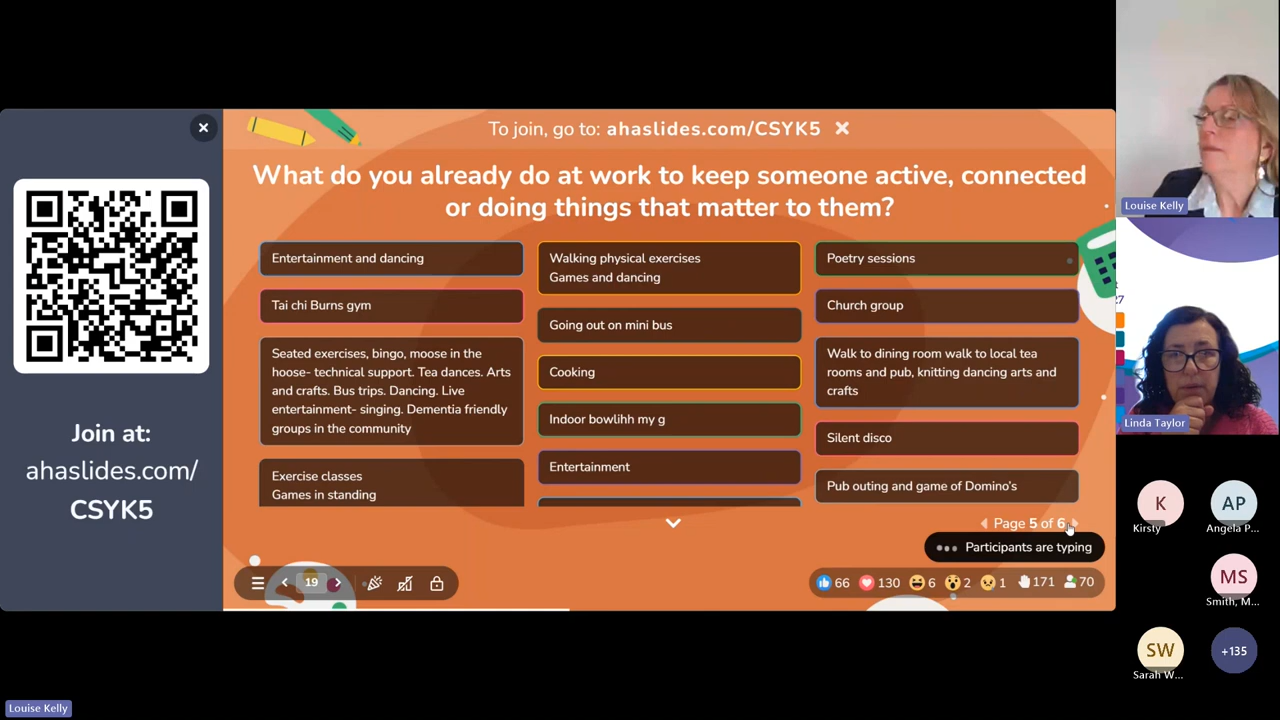 To join, go to: ahaslides.com/CSYK5
What do you already do at work to keep someone active, connected
or doing things that matter to them?
Join at:
ahaslides.com/
CSYK5
Entertainment and dancing
Tai chi Burns gym
Seated exercises, bingo, moose in the
hoose- technical support. Tea dances. Arts
and crafts. Bus trips. Dancing. Live
entertainment- singing. Dementia friendly
groups in the community
Exercise classes
Games in standing
Walking physical exercises
Games and dancing
Going out on mini bus
Cooking
Indoor bowlihh my g
Entertainment
Poetry sessions
Church group
Walk to dining room walk to local tea
rooms and pub, knitting dancing arts and
crafts
Silent disco
Pub outing and game of Domino's
Page 5 of 6
Participants are typing
19
66
130
6
2
1
171
70
Louise Kelly
27
Linda Taylor
K
Kirsty
AP
Angela P...
MS
Smith, M...
SW
Sarah W...
+135
Louise Kelly